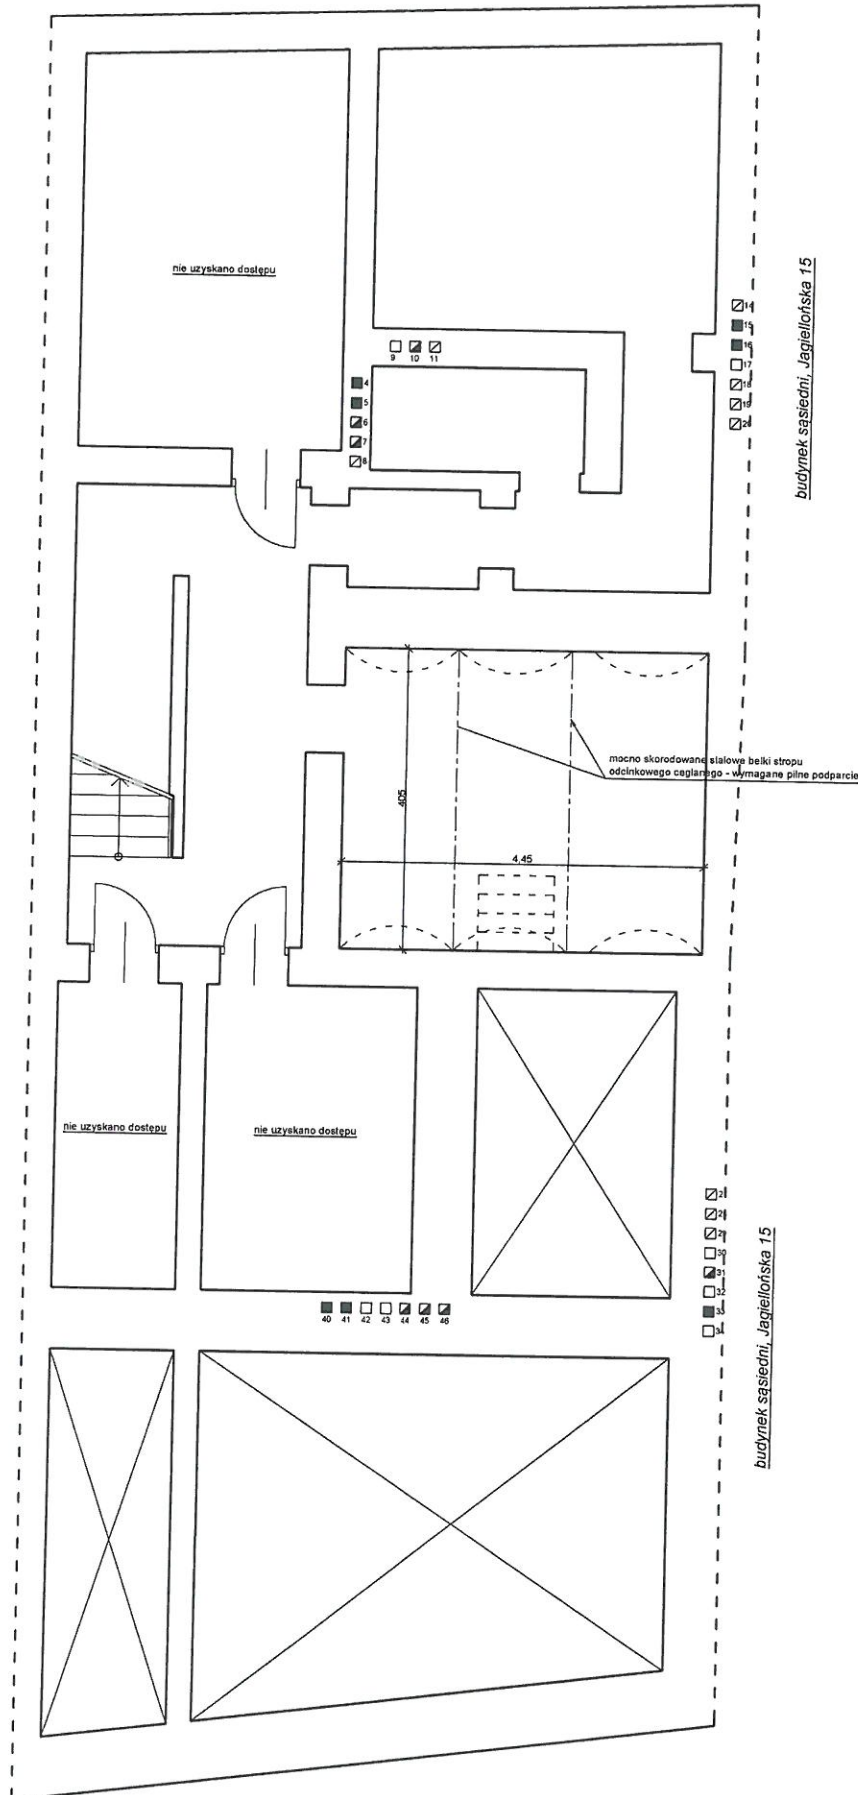 nie uzyskano dostępu
budynek sąsiedni, Jagiellońska 15
14
15
16
17
18
19
9 10 11
4
5
6
7
8
mocno skorodowane stalowe belki stropu
odcinkowego ceglanego - wymagane pilne podparcie
405
4,45
nie uzyskano dostępu
nie uzyskano dostępu
29
30
31
32
33
34
40 41 42 43 44 45 46
budynek sąsiedni, Jagiellońska 15